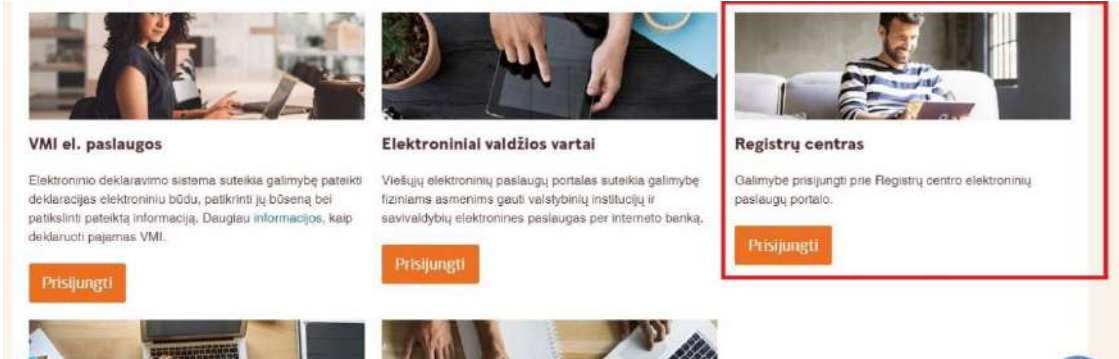 VMI el. paslaugos
Elektroninio deklaravimo sistema suteikia galimybę pateikti
deklaracijas elektroniniu būdu, patikrinti jų būseną bei
patikslinti pateiktą informaciją. Daugiau informacijos, kaip
deklaruoti pajamas VMI.
Prisijungti
Elektroniniai valdžios vartai
Viešųjų elektroninių paslaugų portalas suteikia galimybę
fiziniams asmenims gauti valstybinių institucijų ir
savivaldybių elektronines paslaugas per interneto banką.
Prisijungti
Registrų centras
Galimybė prisijungti prie Registrų centro elektroninių
paslaugų portalo.
Prisijungti